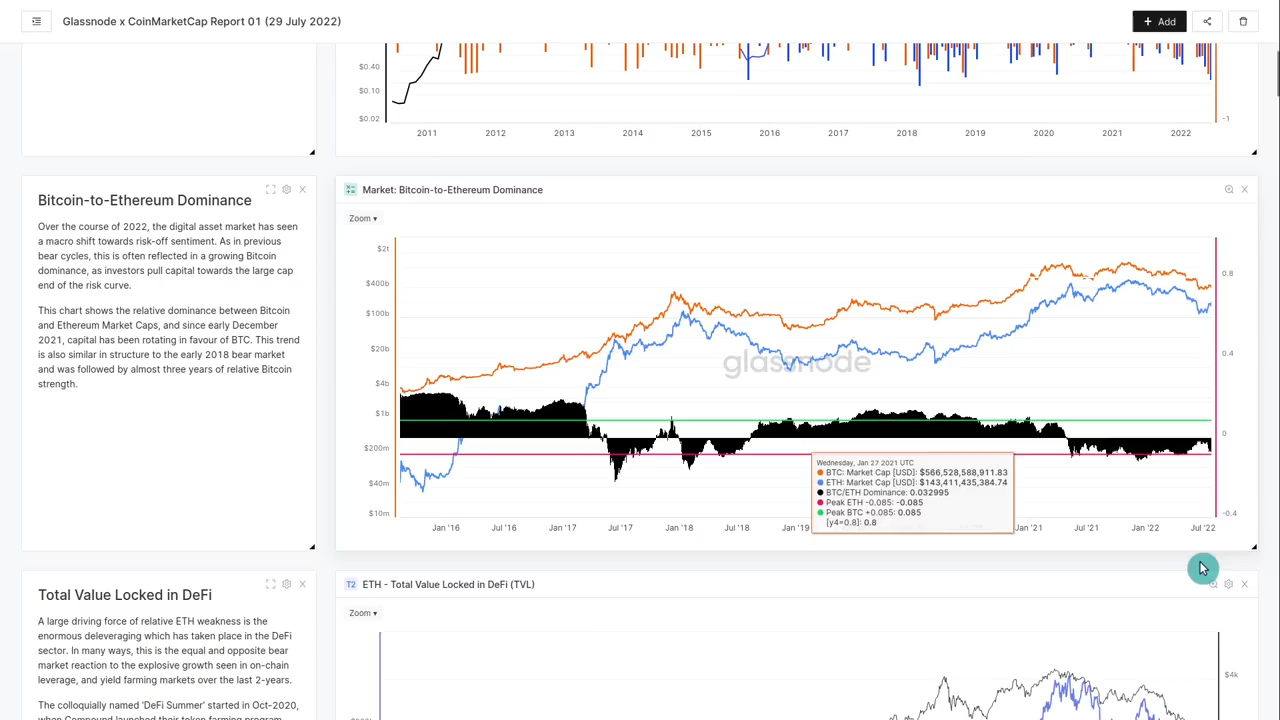 Glassnode x CoinMarketCap Report 01 (29 July 2022)
+ Add
$0.40
$0.10
$0.02
-1
2011 2012 2013 2014 2015 2016 2017 2018 2019 2020 2021 2022
Bitcoin-to-Ethereum Dominance
Over the course of 2022, the digital asset market has seen
a macro shift towards risk-off sentiment. As in previous
bear cycles, this is often reflected in a growing Bitcoin
dominance, as investors pull capital towards the large cap
end of the risk curve.
This chart shows the relative dominance between Bitcoin
and Ethereum Market Caps, and since early December
2021, capital has been rotating in favour of BTC. This trend
is also similar in structure to the early 2018 bear market
and was followed by almost three years of relative Bitcoin
strength.
Market: Bitcoin-to-Ethereum Dominance
Zoom ▾
$2t
$400b
$100b
$20b
$4b
$1b
$200m
$40m
$10m
0.8
0.4
0
-0.4
glassnode
Wednesday, Jan 27 2021 UTC
BTC: Market Cap [USD]: $566,528,588,911.83
ETH: Market Cap [USD]: $143,411,435,384.74
BTC/ETH Dominance: 0.032995
Peak ETH -0.085: -0.085
Peak BTC +0.085: 0.085
[y4=0.8]: 0.8
Jan '16 Jul '16 Jan '17 Jul '17 Jan '18 Jul '18 Jan '19 Jan '21 Jul '21 Jan '22 Jul '22
Total Value Locked in DeFi
A large driving force of relative ETH weakness is the
enormous deleveraging which has taken place in the DeFi
sector. In many ways, this is the equal and opposite bear
market reaction to the explosive growth seen in on-chain
leverage, and yield farming markets over the last 2-years.
The colloquially named 'DeFi Summer' started in Oct-2020,
when Compound launched their token farming program
T2 ETH - Total Value Locked in DeFi (TVL)
Zoom ▾
$4k